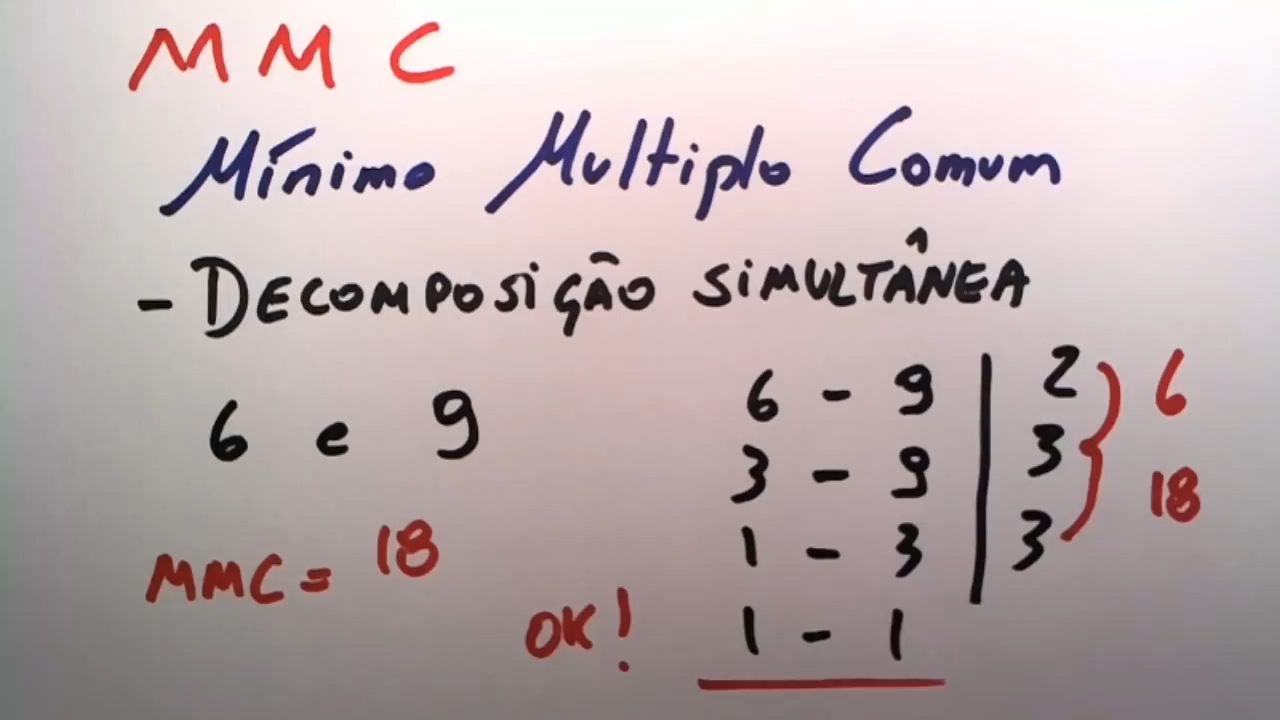 MMC
Mínimo Multiplo Comum
- DECOMPOSIÇÃO SIMULTÂNEA
6 e 9
MMC = 18
6 - 9 | 2 } 6
3 - 9 | 3 18
1 - 3 | 3
OK! 1 - 1